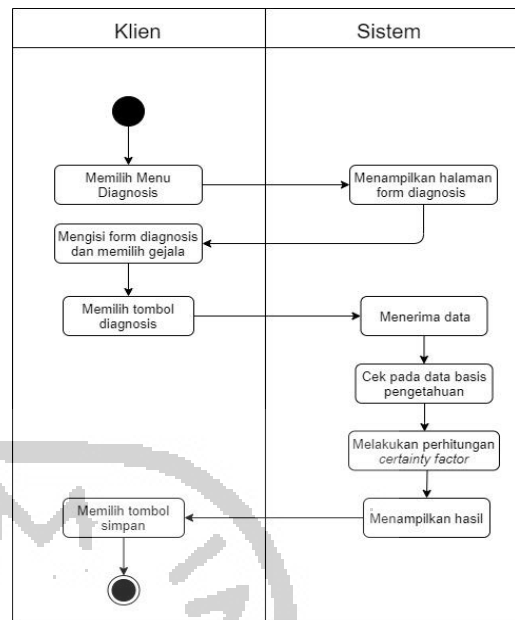 Klien
Sistem
Memilih Menu
Diagnosis
Menampilkan halaman
form diagnosis
Mengisi form diagnosis
dan memilih gejala
Memilih tombol
diagnosis
Menerima data
Cek pada data basis
pengetahuan
Melakukan perhitungan
certainty factor
Menampilkan hasil
Memilih tombol
simpan